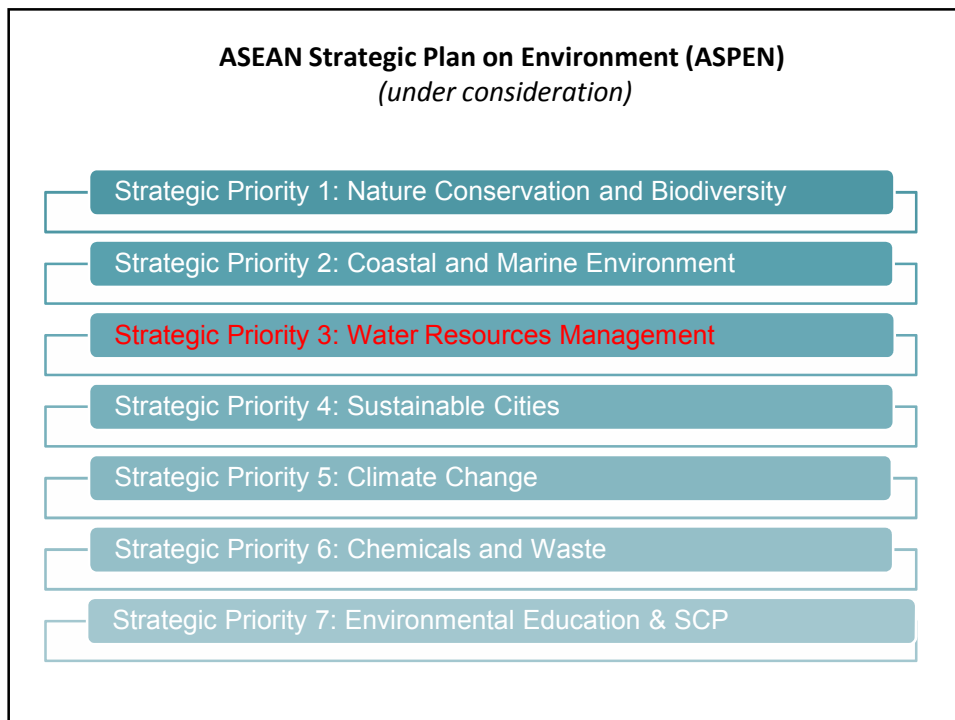 ASEAN Strategic Plan on Environment (ASPEN)
(under consideration)
Strategic Priority 1: Nature Conservation and Biodiversity
Strategic Priority 2: Coastal and Marine Environment
Strategic Priority 3: Water Resources Management
Strategic Priority 4: Sustainable Cities
Strategic Priority 5: Climate Change
Strategic Priority 6: Chemicals and Waste
Strategic Priority 7: Environmental Education & SCP